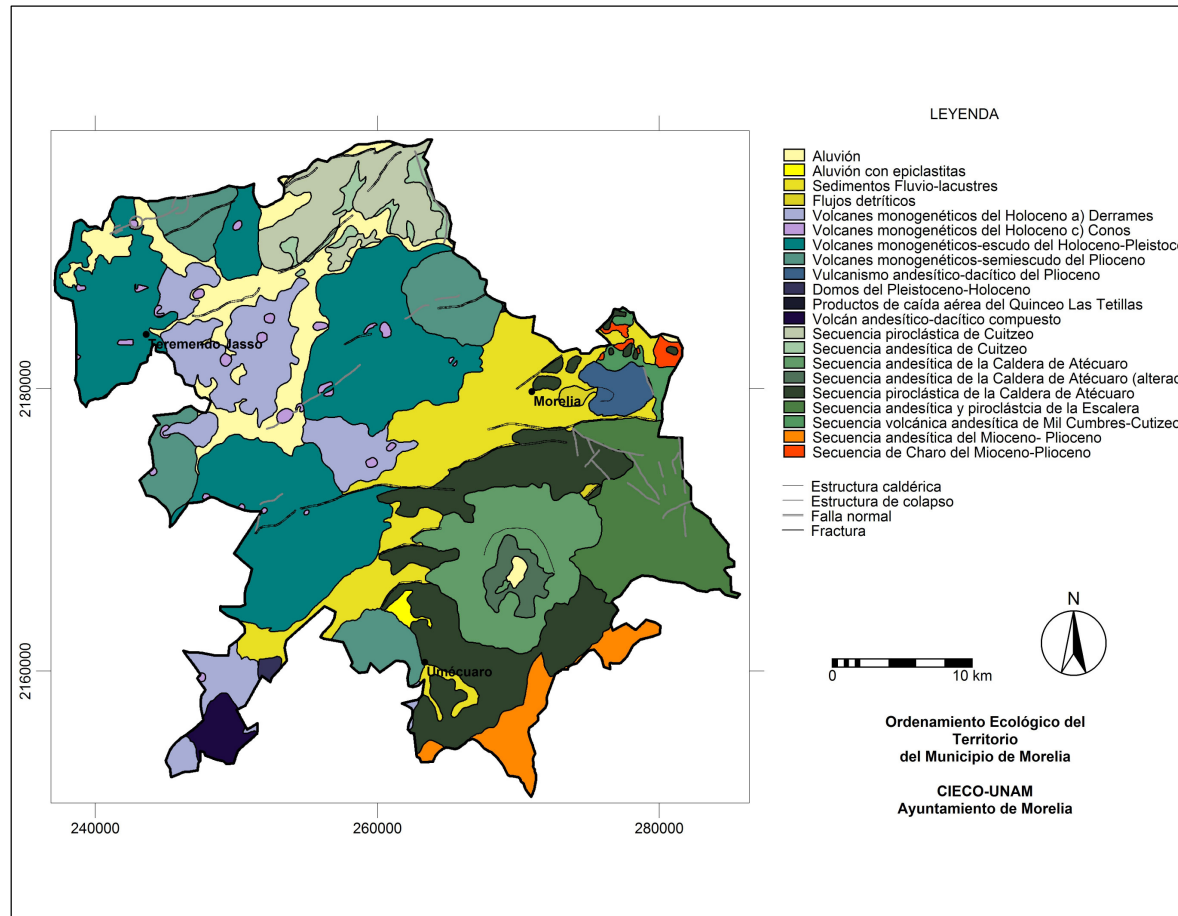 LEYENDA
Aluvión
Aluvión con epiclastitas
Sedimentos Fluvio-lacustres
Flujos detríticos
Volcanes monogenéticos del Holoceno a) Derrames
Volcanes monogenéticos del Holoceno c) Conos
Volcanes monogenéticos-escudo del Holoceno-Pleistoce
Volcanes monogenéticos-semiescudo del Plioceno
Vulcanismo andesítico-dacítico del Plioceno
Domos del Pleistoceno-Holoceno
Productos de caída aérea del Quinceo Las Tetillas
Volcán andesítico-dacítico compuesto
Secuencia piroclástica de Cuitzeo
Secuencia andesítica de Cuitzeo
Secuencia andesítica de la Caldera de Atécuaro
Secuencia andesítica de la Caldera de Atécuaro (alterac
Secuencia piroclástica de la Caldera de Atécuaro
Secuencia andesítica y piroclástcia de la Escalera
Secuencia volcánica andesítica de Mil Cumbres-Cutizeo
Secuencia andesítica del Mioceno- Plioceno
Secuencia de Charo del Mioceno-Plioceno
Estructura caldérica
Estructura de colapso
Falla normal
Fractura
Teremendo Jasso
Morelia
Umécuaro
2180000
2160000
240000
260000
280000
N
0 10 km
Ordenamiento Ecológico del
Territorio
del Municipio de Morelia
CIECO-UNAM
Ayuntamiento de Morelia